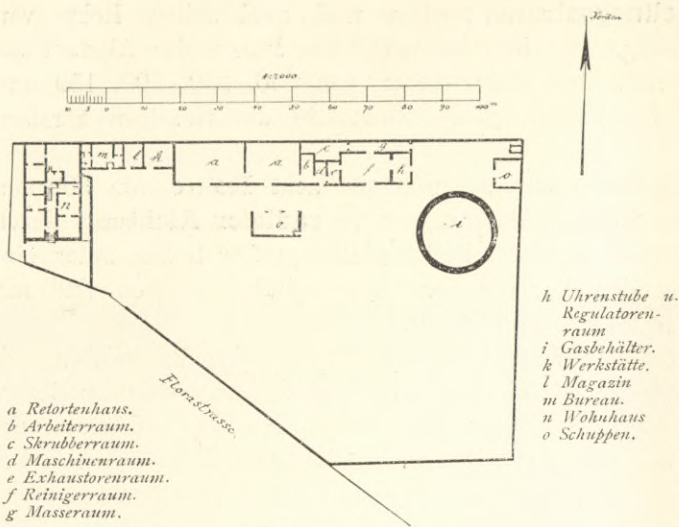 Norden
1:2000
10 5 0 10 20 30 40 50 60 70 80 90 100 m
n m l k a a b c d e g f h o
n
o i
Florastrasse.
h Uhrenstube u.
Regulatoren-
raum
i Gasbehälter.
k Werkstätte.
l Magazin
m Bureau.
n Wohnhaus
o Schuppen.
a Retortenhaus.
b Arbeiterraum.
c Skrubberraum.
d Maschinenraum.
e Exhaustorenraum.
f Reinigerraum.
g Masseraum.